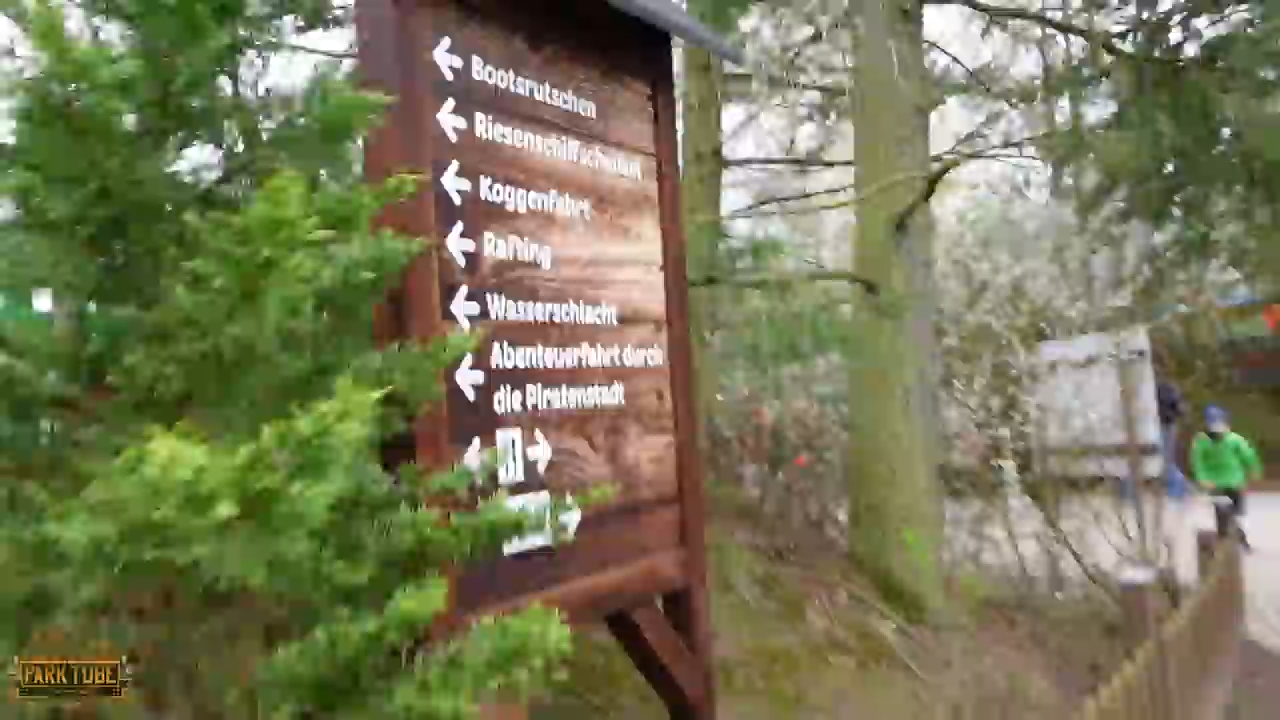 Bootsrutschen
Riesenschiffschaukel
Koggenfahrt
Rafting
Wasserschlacht
Abenteuerfahrt durch
die Piratenstadt
PARK TUBE